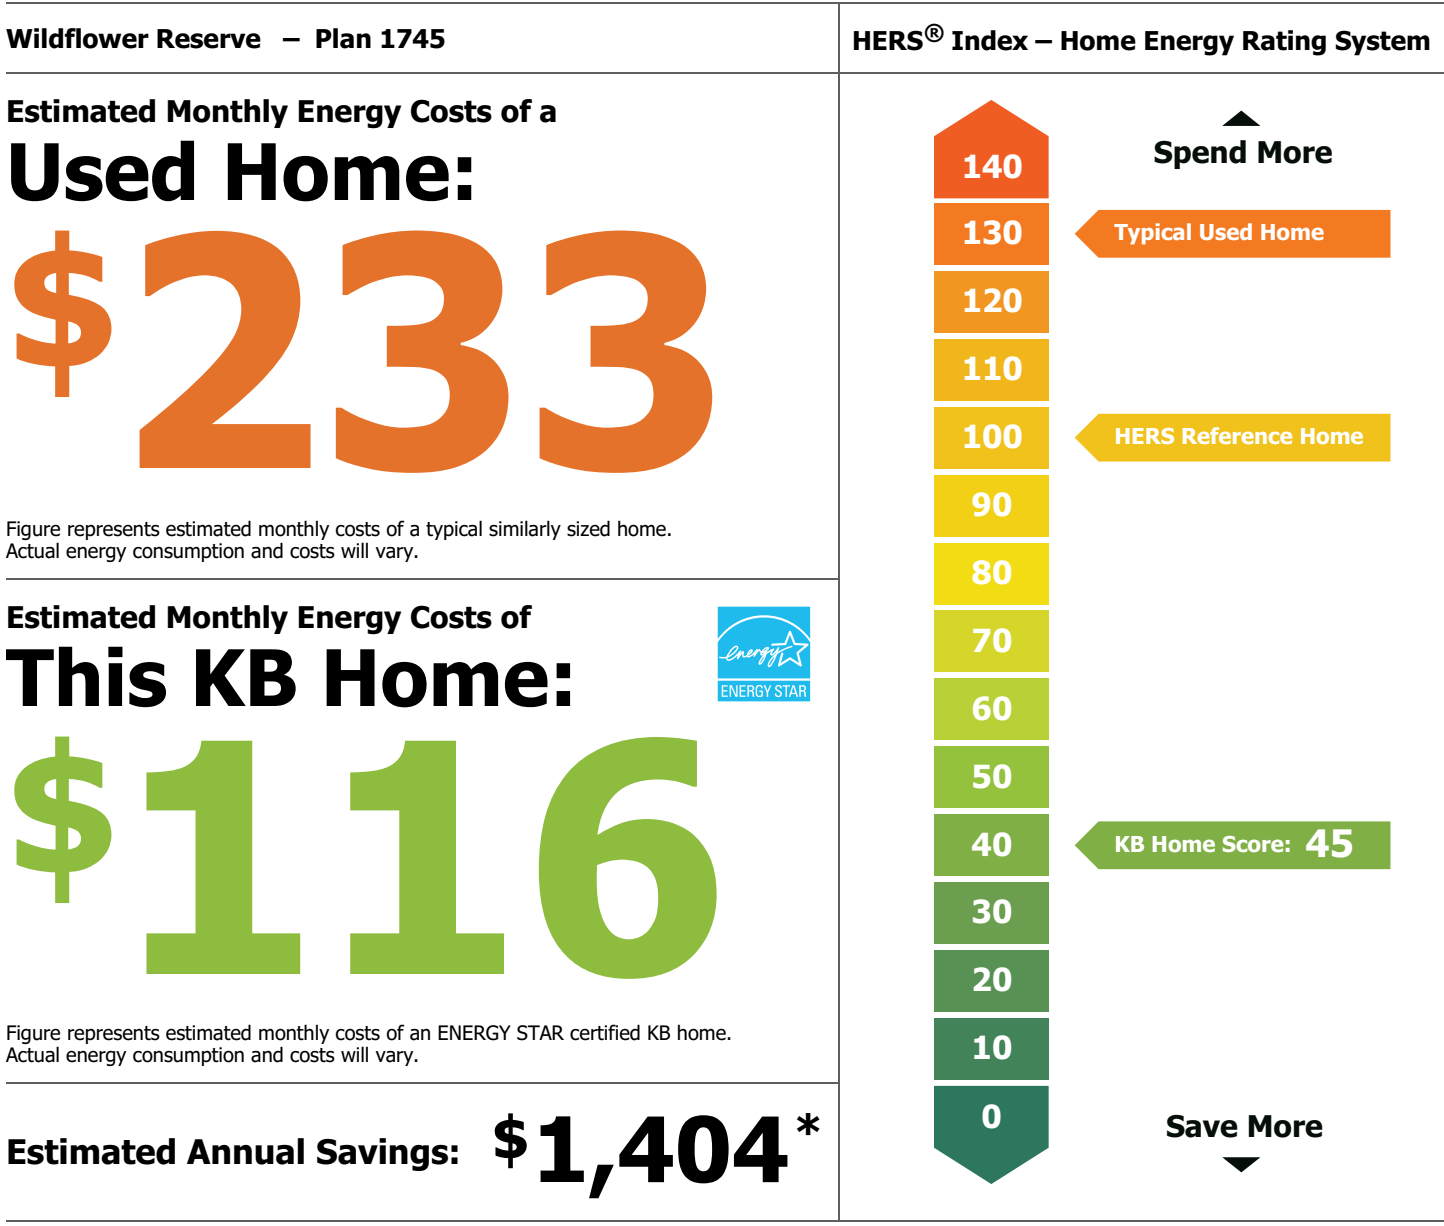 Wildflower Reserve – Plan 1745
Estimated Monthly Energy Costs of a
Used Home:
$233
Figure represents estimated monthly costs of a typical similarly sized home.
Actual energy consumption and costs will vary.
Estimated Monthly Energy Costs of
This KB Home:
energy
ENERGY STAR
$116
Figure represents estimated monthly costs of an ENERGY STAR certified KB home.
Actual energy consumption and costs will vary.
Estimated Annual Savings: $1,404*
HERS® Index – Home Energy Rating System
Spend More
140
130 Typical Used Home
120
110
100 HERS Reference Home
90
80
70
60
50
40 KB Home Score: 45
30
20
10
0
Save More